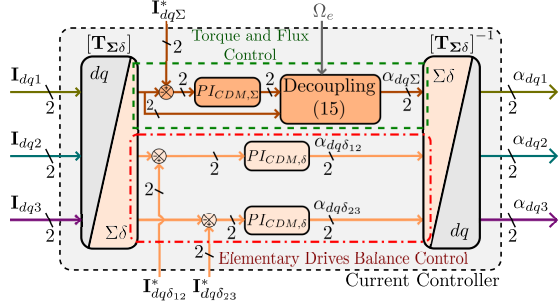 I*dqΣ
Ωe
[TΣδ]
Torque and Flux
Control
[TΣδ]⁻¹
2
Idq1
2
dq
2
2
PICDM,Σ
2
Decoupling
(15)
αdqΣ
2
Σδ
αdq1
2
Idq2
2
2
PICDM,δ
αdqδ12
2
αdq2
2
2
Idq3
2
2
PICDM,δ
αdqδ23
2
αdq3
2
Σδ
dq
2
Elementary Drives Balance Control
I*dqδ12
I*dqδ23
Current Controller